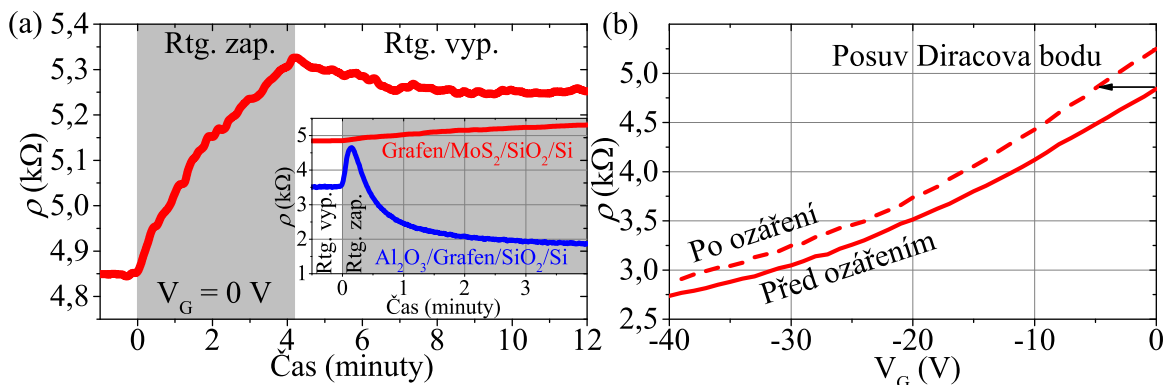 (a)
5,4
5,3
5,2
5,1
5,0
4,9
4,8
ρ (kΩ)
Rtg. zap.
Rtg. vyp.
V_G = 0 V
0 2 4 6 8 10 12
Čas (minuty)
5
4
3
2
1
ρ (kΩ)
Grafen/MoS₂/SiO₂/Si
Rtg. vyp.
Rtg. zap.
Al₂O₃/Grafen/SiO₂/Si
0 1 2 3
Čas (minuty)
(b)
5,0
4,5
4,0
3,5
3,0
2,5
ρ (kΩ)
Posuv Diracova bodu
Po ozáření
Před ozářením
-40 -30 -20 -10 0
V_G (V)